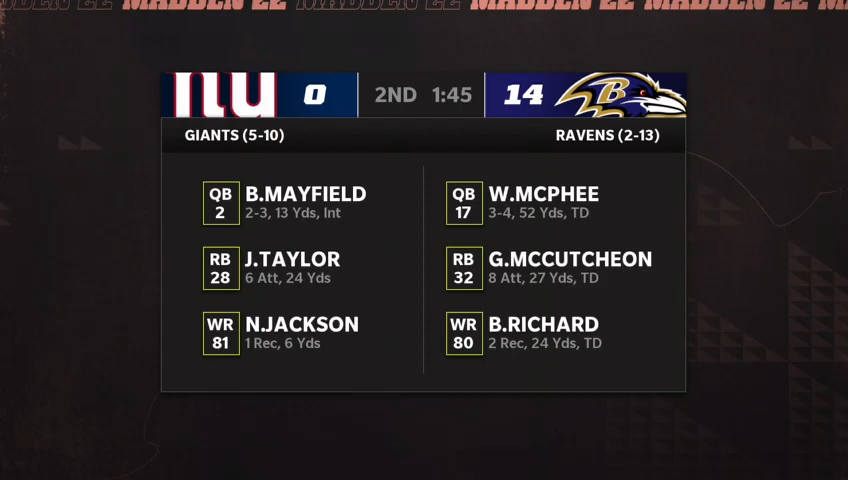 MADDEN 22 MADDEN 22 MADDEN 22 MADDEN 22 MADDEN 22
ny 0 2ND 1:45 14 B
GIANTS (5-10) RAVENS (2-13)
QB 2 B.MAYFIELD
2-3, 13 Yds, Int
RB 28 J.TAYLOR
6 Att, 24 Yds
WR 81 N.JACKSON
1 Rec, 6 Yds
QB 17 W.MCPHEE
3-4, 52 Yds, TD
RB 32 G.MCCUTCHEON
8 Att, 27 Yds, TD
WR 80 B.RICHARD
2 Rec, 24 Yds, TD